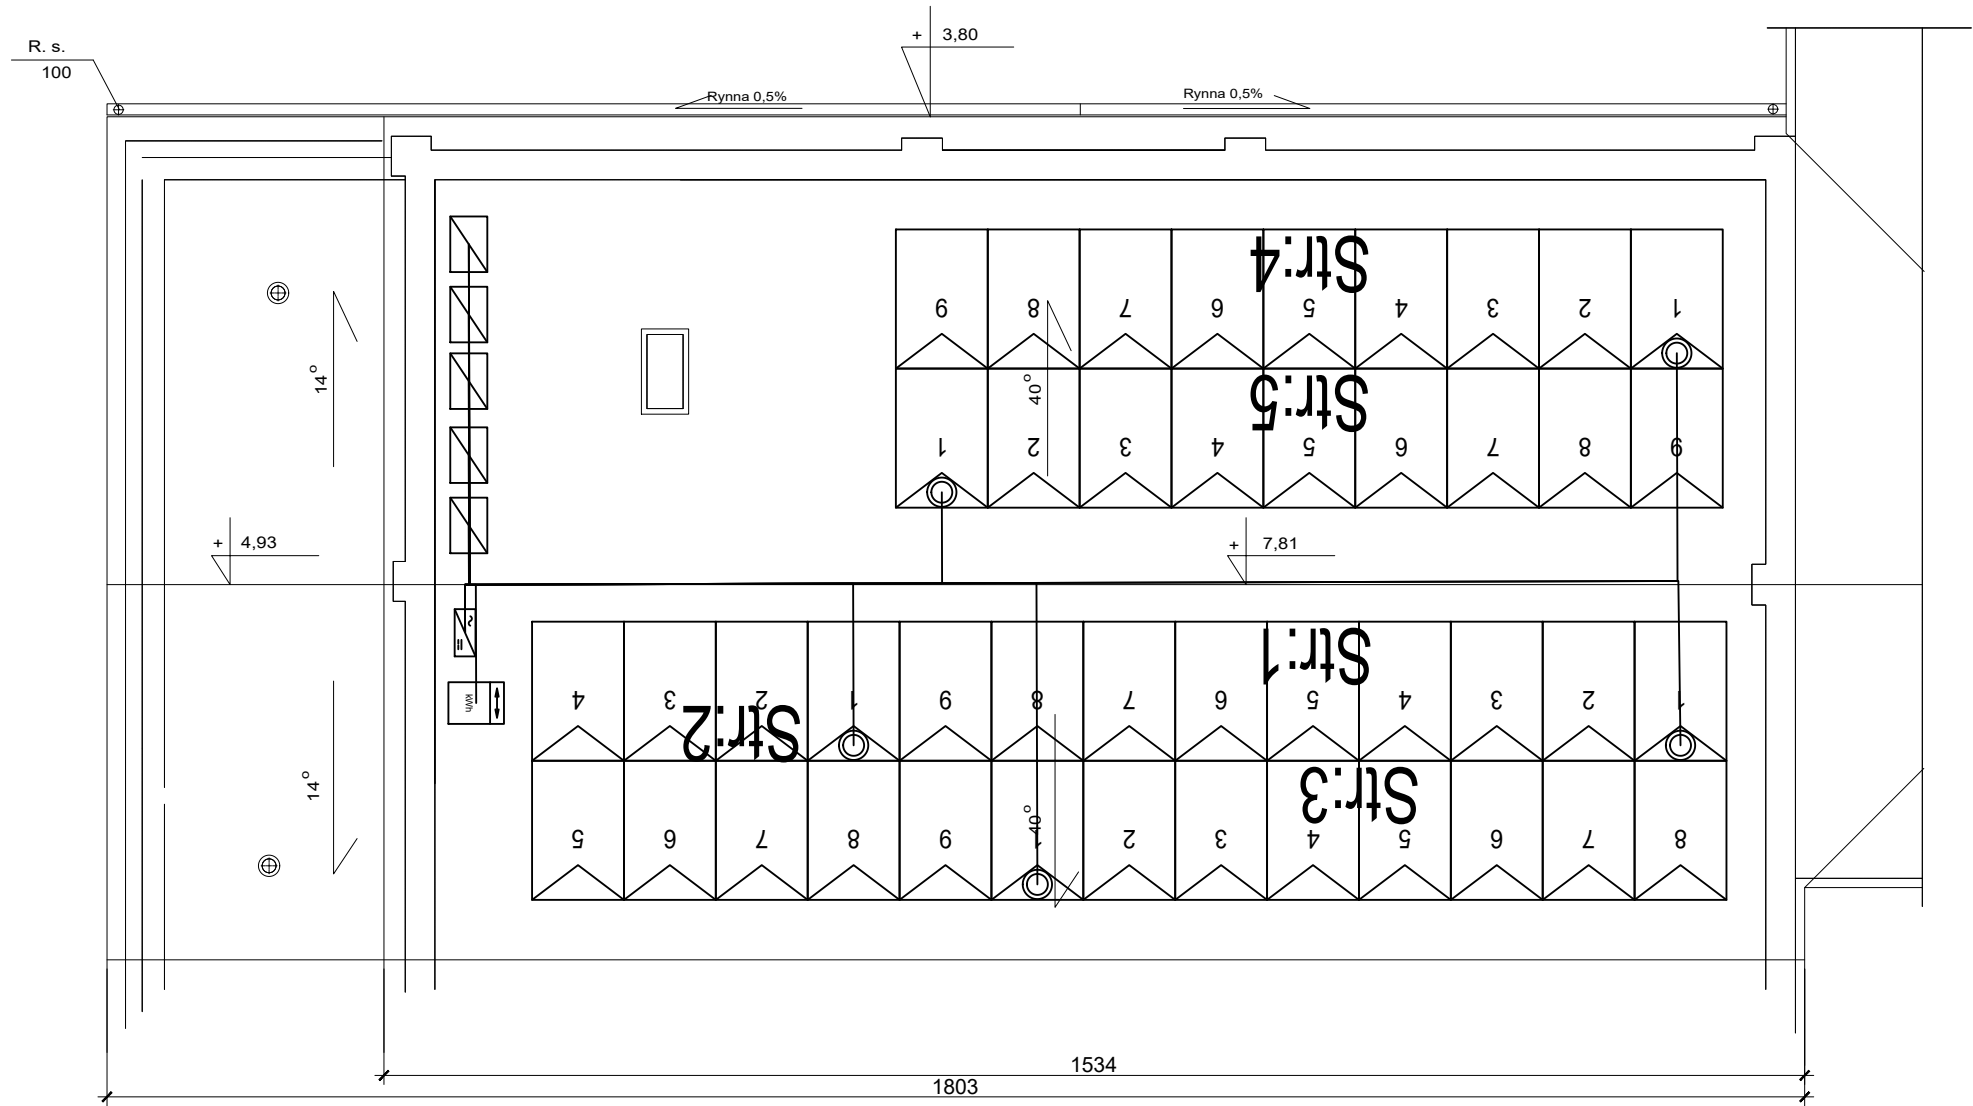 R. s.
100
+ 3,80
Rynna 0,5%
Rynna 0,5%
Str:4
9 8 7 6 5 4 3 2 1
14°
40°
Str:5
1 2 3 4 5 6 7 8 9
+ 4,93
+ 7,81
~
=
Str:1
kWh
4 3 2 1 9 8 7 6 5 4 3 2 1
Str:2
14°
40°
Str:3
5 6 7 8 9 1 2 3 4 5 6 7 8
1534
1803